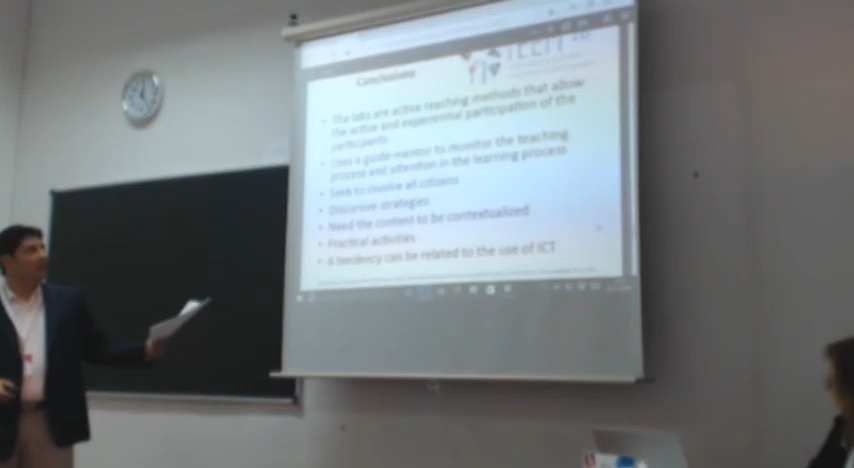 Conclusions
The labs are active teaching methods that allow
the active and experiential participation of the
participants
Uses a guide-mentor to monitor the teaching
process and attention in the learning process
Seek to involve all citizens
Discursive strategies
Need the content to be contextualized
Practical activities
A tendency can be related to the use of ICT